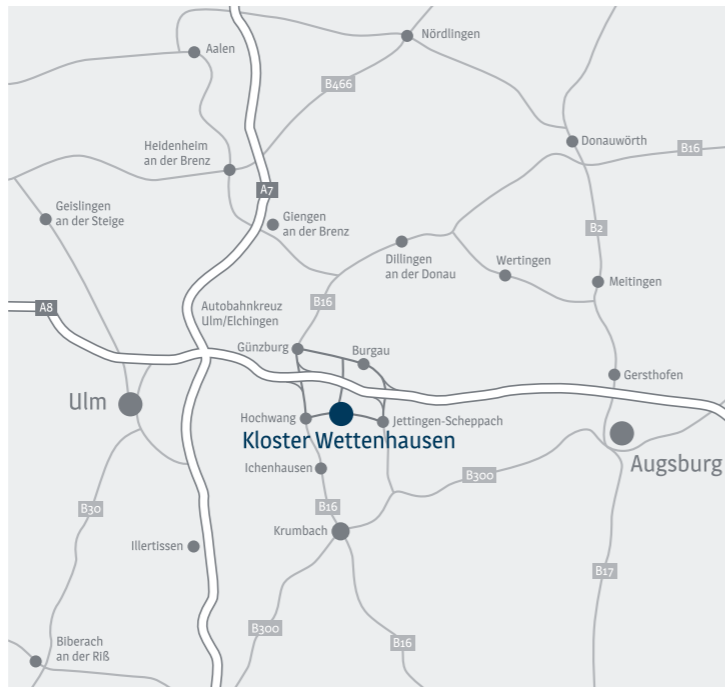 Aalen
Nördlingen
B466
Donauwörth
B16
Heidenheim
an der Brenz
A7
Geislingen
an der Steige
Giengen
an der Brenz
B2
Dillingen
an der Donau
Wertingen
Meitingen
A8
B16
Autobahnkreuz
Ulm/Elchingen
Günzburg
Burgau
Gersthofen
Ulm
Hochwang
Jettingen-Scheppach
Kloster Wettenhausen
Augsburg
Ichenhausen
B300
B30
B16
Krumbach
Illertissen
B17
B300
B16
Biberach
an der Riß